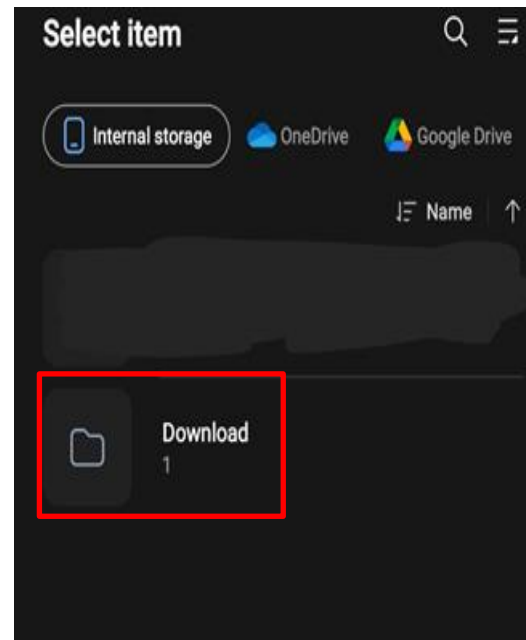 Select item
Internal storage
OneDrive
Google Drive
Name
Download
1